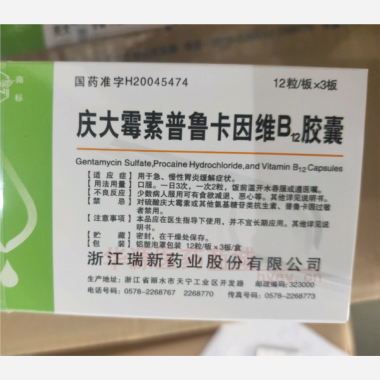 商标
国药准字H20045474
12粒/板×3板
庆大霉素普鲁卡因维B12胶囊
Gentamycin Sulfate,Procaine Hydrochloride,and Vitamin B12 Capsules
【适应症】 用于急、慢性胃炎缓解症状。
【用法用量】 口服。一日3次,一次2粒,饭前温开水吞服或遵医嘱。
【不良反应】 少数病人服用可有食欲减退、恶心等。其他详见说明书。
【禁忌】 对硫酸庆大霉素或其他氨基糖苷类抗生素、普鲁卡因过敏者禁用。
【注意事项】 本品应在医生指导下使用,并不宜长期应用。其他详见说明书。
【贮藏】 密封,在干燥处保存。
【包装】 铝塑泡罩包装 12粒/板×3板/盒
浙江瑞新药业股份有限公司
生产地址:浙江省丽水市天宁工业区开发路 邮政编码:323000
电话号码:0578-2268767 2268770 传真号码:0578-2268773